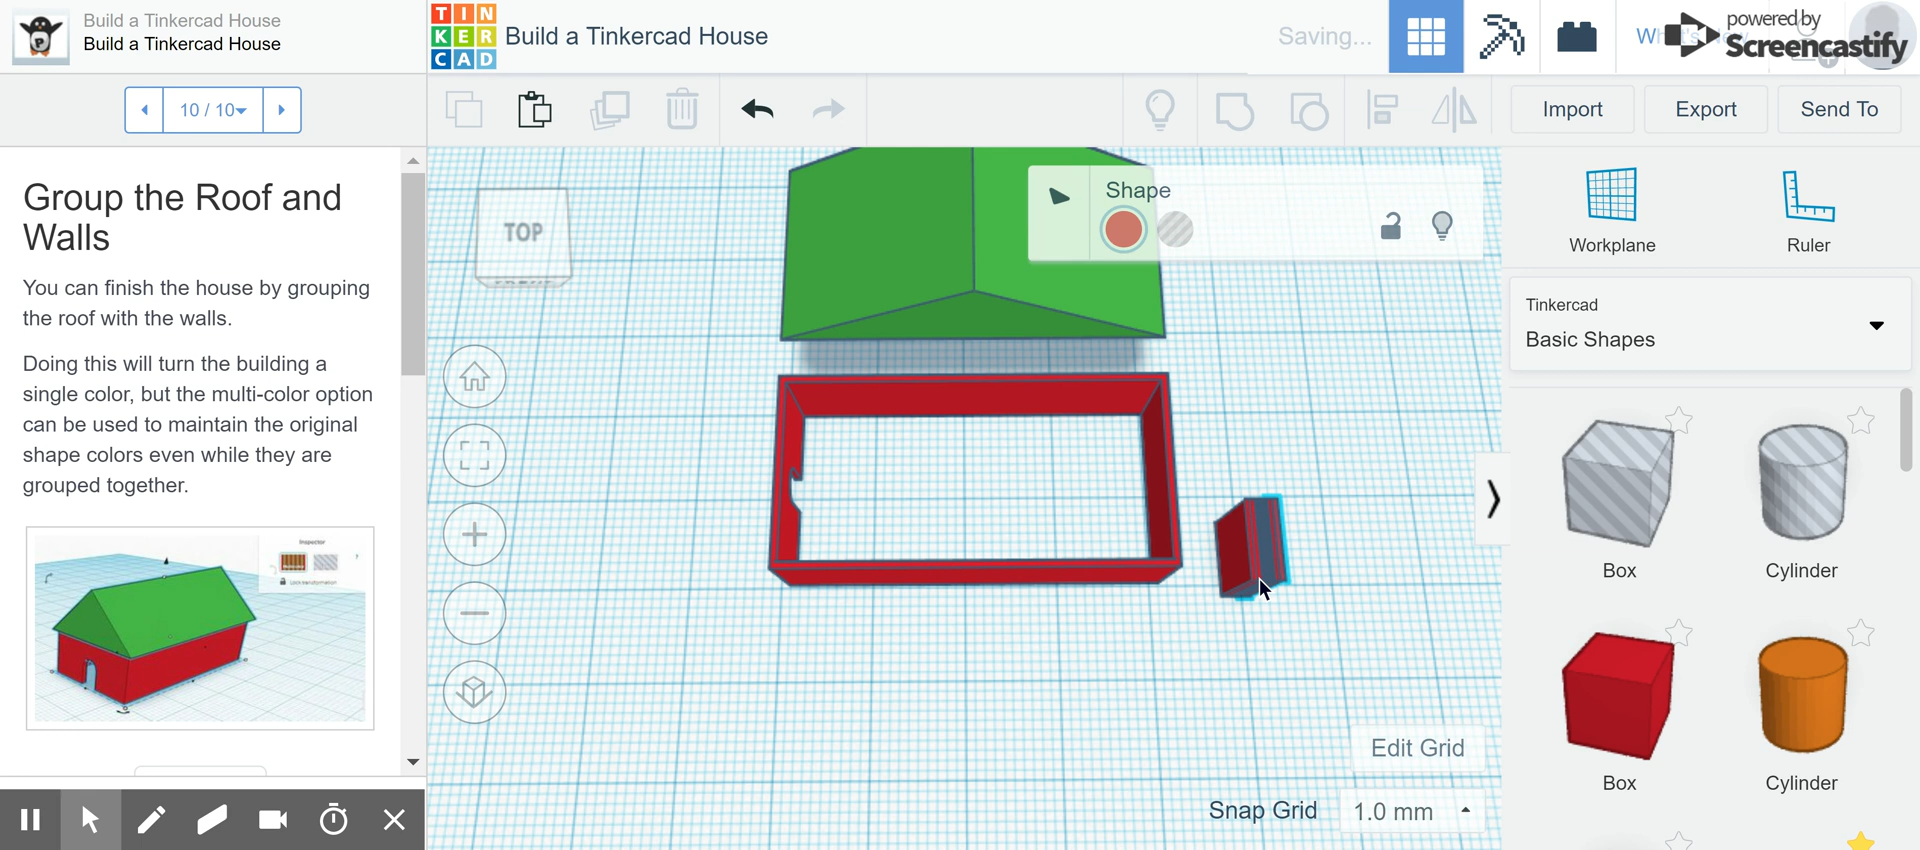 Build a Tinkercad House
Build a Tinkercad House
10 / 10
Group the Roof and
Walls
You can finish the house by grouping
the roof with the walls.
Doing this will turn the building a
single color, but the multi-color option
can be used to maintain the original
shape colors even while they are
grouped together.
Inspector
TIN
KER
CAD
Build a Tinkercad House
Saving...
powered by
Screencastify
Import
Export
Send To
TOP
Shape
Edit Grid
Snap Grid
1.0 mm
Workplane
Ruler
Tinkercad
Basic Shapes
Box
Cylinder
Box
Cylinder